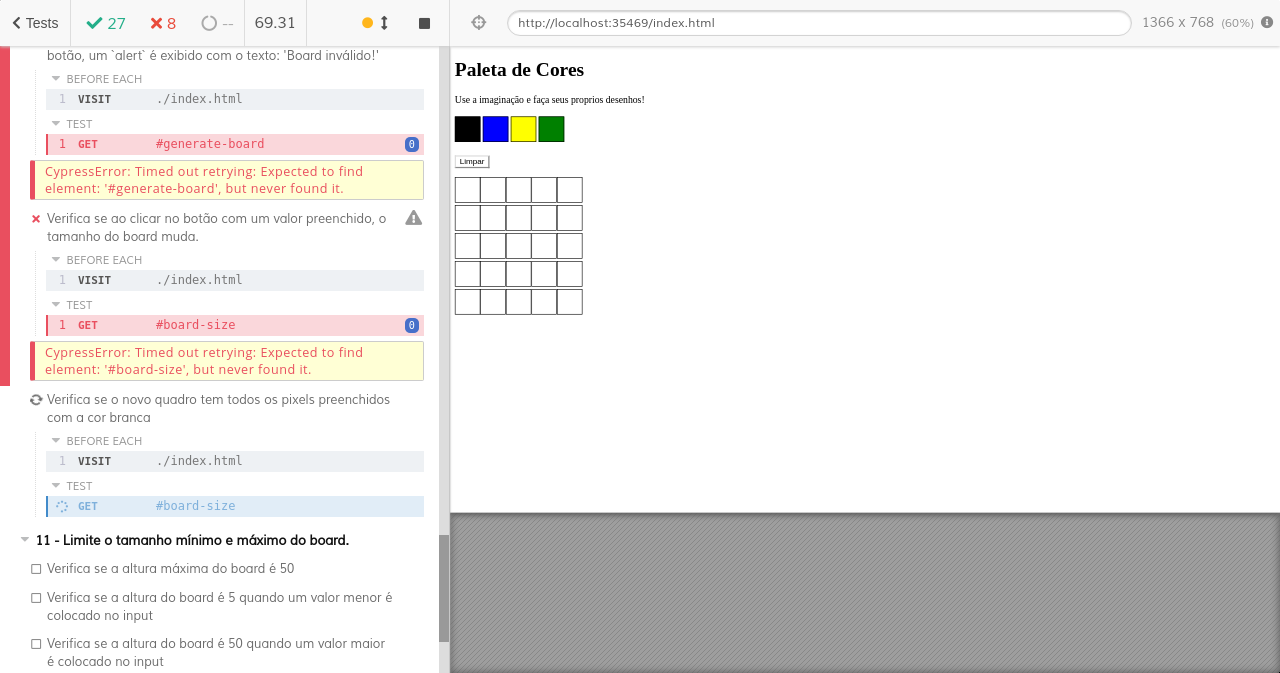 Tests 27 8 -- 69.31
http://localhost:35469/index.html 1366 x 768 (60%)
botão, um `alert` é exibido com o texto: 'Board inválido!'
BEFORE EACH
1 VISIT ./index.html
TEST
1 GET #generate-board 0
CypressError: Timed out retrying: Expected to find
element: '#generate-board', but never found it.
Verifica se ao clicar no botão com um valor preenchido, o
tamanho do board muda.
BEFORE EACH
1 VISIT ./index.html
TEST
1 GET #board-size 0
CypressError: Timed out retrying: Expected to find
element: '#board-size', but never found it.
Verifica se o novo quadro tem todos os pixels preenchidos
com a cor branca
BEFORE EACH
1 VISIT ./index.html
TEST
GET #board-size
11 - Limite o tamanho mínimo e máximo do board.
Verifica se a altura máxima do board é 50
Verifica se a altura do board é 5 quando um valor menor é
colocado no input
Verifica se a altura do board é 50 quando um valor maior
é colocado no input
Paleta de Cores
Use a imaginação e faça seus proprios desenhos!
Limpar